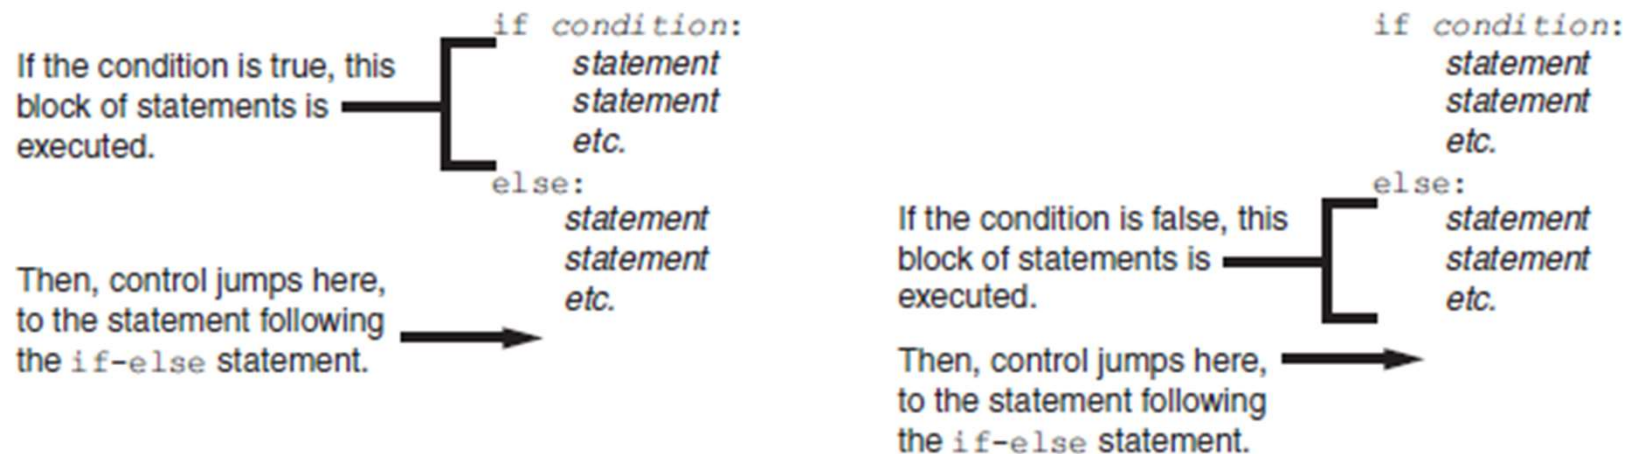 if condition:
If the condition is true, this
statement
block of statements is
statement
executed.
etc.
else:
statement
statement
etc.
Then, control jumps here,
to the statement following
the if-else statement.
if condition:
statement
statement
etc.
else:
If the condition is false, this
statement
block of statements is
statement
executed.
etc.
Then, control jumps here,
to the statement following
the if-else statement.